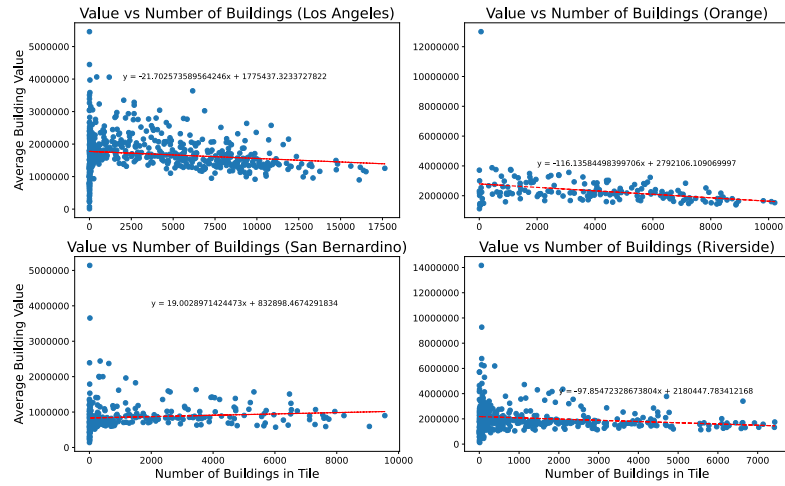 Value vs Number of Buildings (Los Angeles)
Average Building Value
5000000
4000000
3000000
2000000
1000000
0
y = -21.702573589564246x + 1775437.3233727822
0 2500 5000 7500 10000 12500 15000 17500
Value vs Number of Buildings (Orange)
12000000
10000000
8000000
6000000
4000000
2000000
y = -116.13584498399706x + 2792106.109069997
0 2000 4000 6000 8000 10000
Value vs Number of Buildings (San Bernardino)
Average Building Value
5000000
4000000
3000000
2000000
1000000
0
y = 19.0028971424473x + 832898.4674291834
0 2000 4000 6000 8000 10000
Number of Buildings in Tile
Value vs Number of Buildings (Riverside)
14000000
12000000
10000000
8000000
6000000
4000000
2000000
0
y = -97.85472328673804x + 2180447.783412168
0 1000 2000 3000 4000 5000 6000 7000
Number of Buildings in Tile